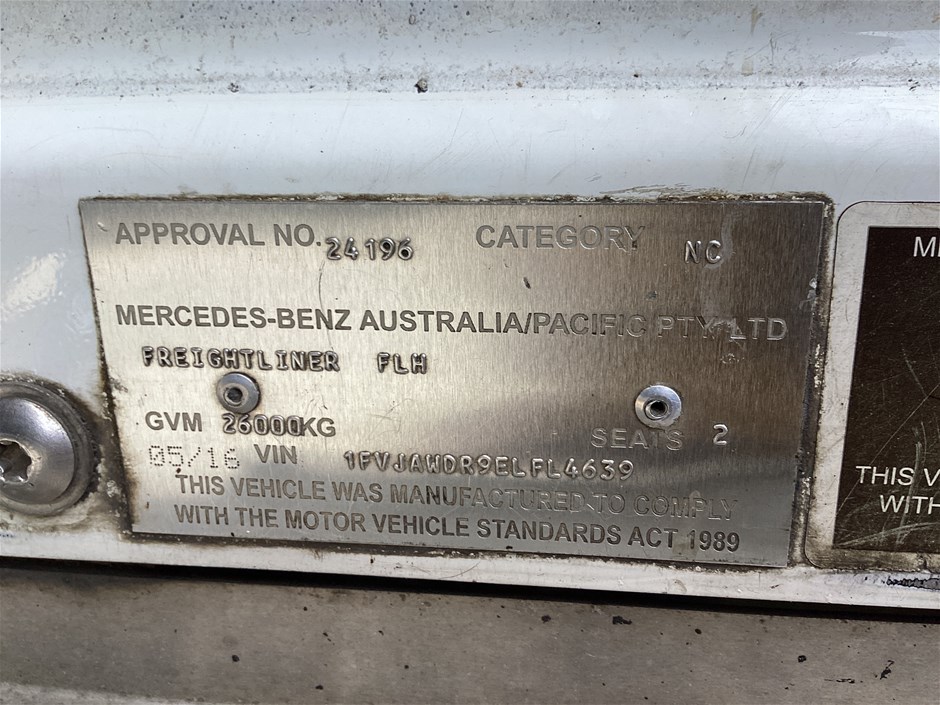 APPROVAL NO. 24196 CATEGORY NC
MERCEDES-BENZ AUSTRALIA/PACIFIC PTY LTD
FREIGHTLINER FLH
GVM 26000KG SEATS 2
05/16 VIN 1FVJAWDR9ELFL4639
THIS VEHICLE WAS MANUFACTURED TO COMPLY
WITH THE MOTOR VEHICLE STANDARDS ACT 1989
THIS V
WITH